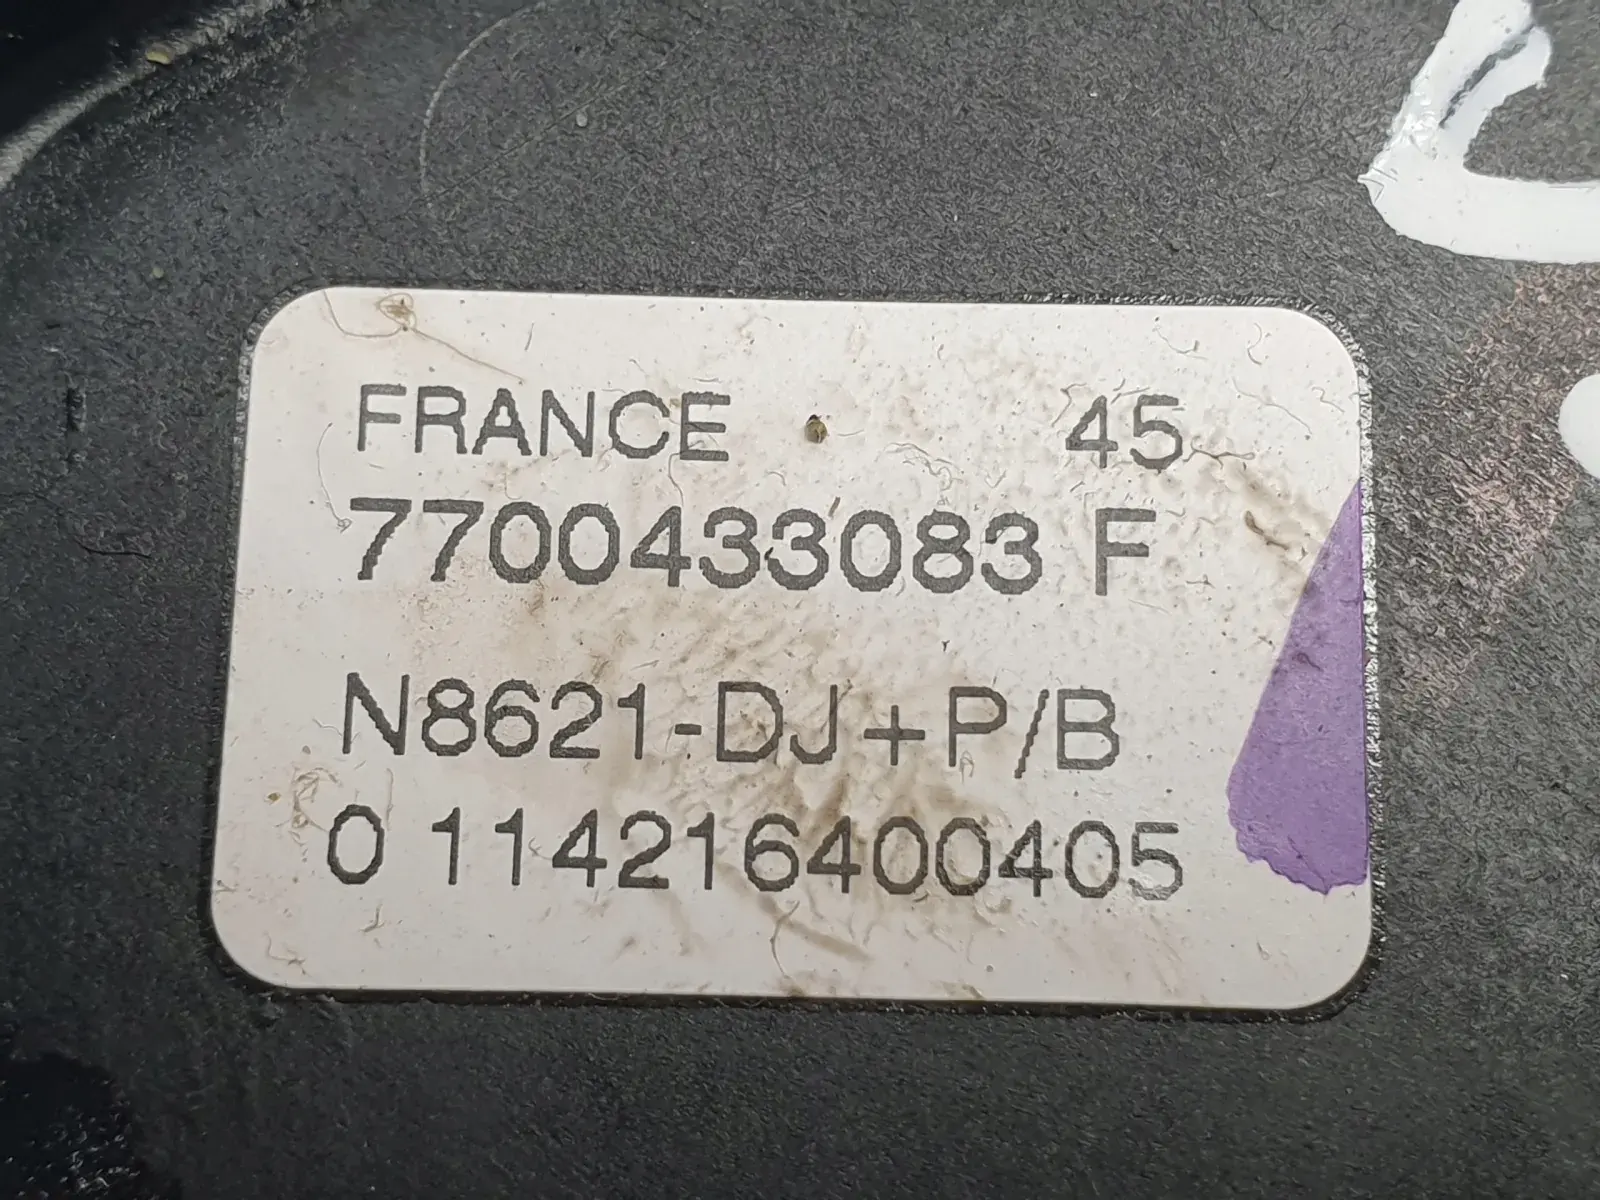 FRANCE 45
7700433083 F
N8621-DJ+P/B
0 114216400405